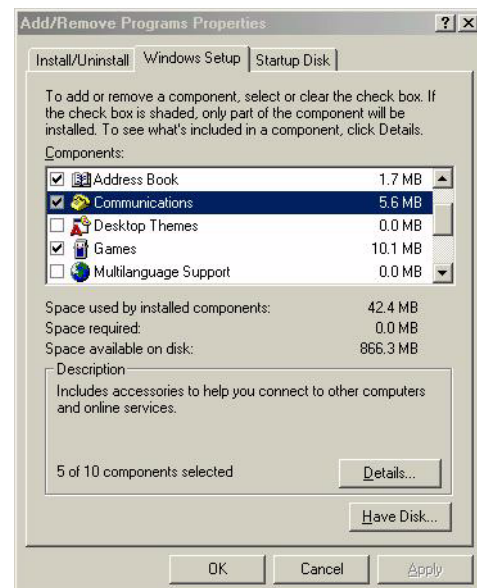 Add/Remove Programs Properties
Install/Uninstall Windows Setup Startup Disk
To add or remove a component, select or clear the check box. If
the check box is shaded, only part of the component will be
installed. To see what's included in a component, click Details.
Components:
Address Book 1.7 MB
Communications 5.6 MB
Desktop Themes 0.0 MB
Games 10.1 MB
Multilanguage Support 0.0 MB
Space used by installed components: 42.4 MB
Space required: 0.0 MB
Space available on disk: 866.3 MB
Description
Includes accessories to help you connect to other computers
and online services.
5 of 10 components selected
Details...
Have Disk...
OK Cancel Apply